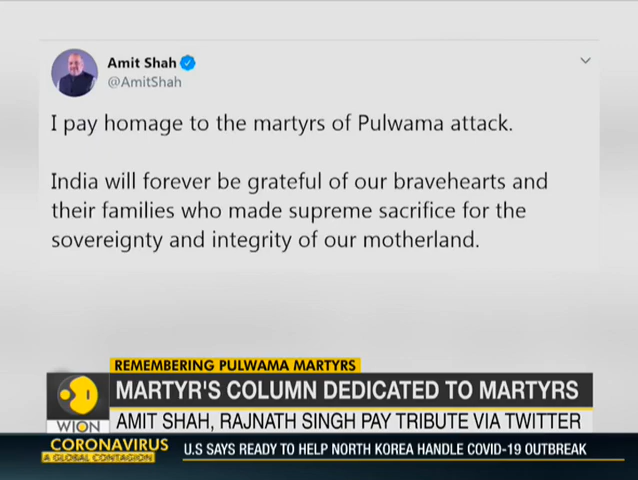 Amit Shah
@AmitShah
I pay homage to the martyrs of Pulwama attack.
India will forever be grateful of our bravehearts and
their families who made supreme sacrifice for the
sovereignty and integrity of our motherland.
REMEMBERING PULWAMA MARTYRS
MARTYR'S COLUMN DEDICATED TO MARTYRS
WION
AMIT SHAH, RAJNATH SINGH PAY TRIBUTE VIA TWITTER
CORONAVIRUS
A GLOBAL CONTAGION
U.S SAYS READY TO HELP NORTH KOREA HANDLE COVID-19 OUTBREAK